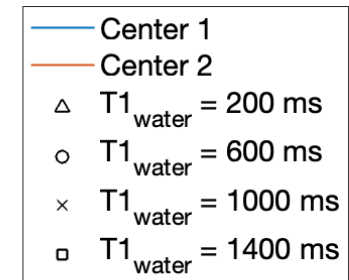 Center 1
Center 2
T1water = 200 ms
T1water = 600 ms
T1water = 1000 ms
T1water = 1400 ms